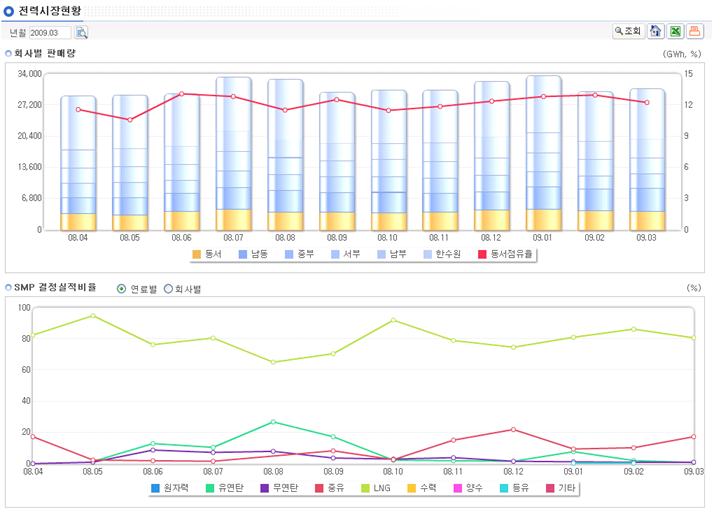 전력시장현황
년월 2009.03 조회
회사별 판매량 (GWh, %)
34,000 15
27,200 12
20,400 9
13,600 6
6,800 3
0 0
08.04 08.05 08.06 08.07 08.08 08.09 08.10 08.11 08.12 09.01 09.02 09.03
동서 남동 중부 서부 남부 한수원 동서점유율
SMP 결정실적비율 연료별 회사별 (%)
100
80
60
40
20
0
08.04 08.05 08.06 08.07 08.08 08.09 08.10 08.11 08.12 09.01 09.02 09.03
원자력 유연탄 무연탄 중유 LNG 수력 양수 등유 기타